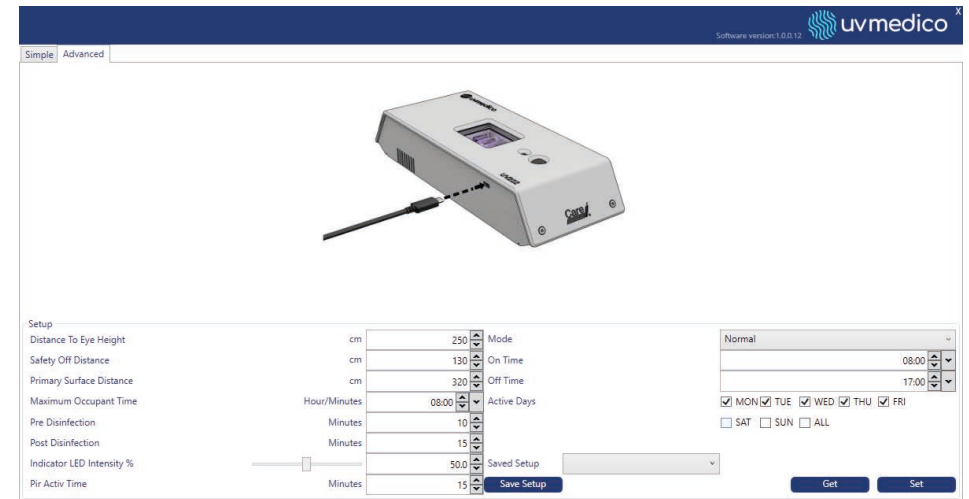 X
Software version:1.0.0.12 uvmedico
Simple Advanced
uvmedico
UV222
Care
Setup
Distance To Eye Height cm 250 Mode Normal
Safety Off Distance cm 130 On Time 08:00
Primary Surface Distance cm 320 Off Time 17:00
Maximum Occupant Time Hour/Minutes 08:00 Active Days MON TUE WED THU FRI
Pre Disinfection Minutes 10 SAT SUN ALL
Post Disinfection Minutes 15
Indicator LED Intensity % 50.0 Saved Setup
Pir Activ Time Minutes 15 Save Setup Get Set